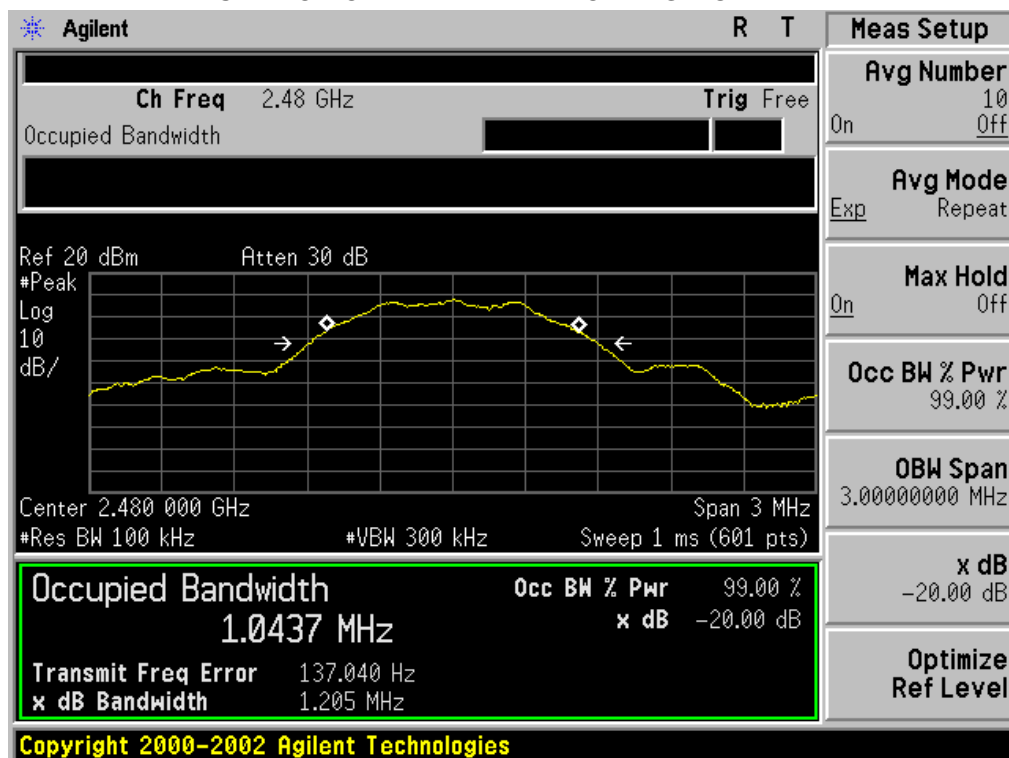 Agilent R T Meas Setup
Ch Freq 2.48 GHz Trig Free
Occupied Bandwidth
Avg Number
10
On Off
Avg Mode
Exp Repeat
Max Hold
On Off
Occ BW % Pwr
99.00 %
OBW Span
3.00000000 MHz
x dB
-20.00 dB
Optimize
Ref Level
Ref 20 dBm Atten 30 dB
#Peak
Log
10
dB/
Center 2.480 000 GHz Span 3 MHz
#Res BW 100 kHz #VBW 300 kHz Sweep 1 ms (601 pts)
Occupied Bandwidth Occ BW % Pwr 99.00 %
1.0437 MHz x dB -20.00 dB
Transmit Freq Error 137.040 Hz
x dB Bandwidth 1.205 MHz
Copyright 2000-2002 Agilent Technologies